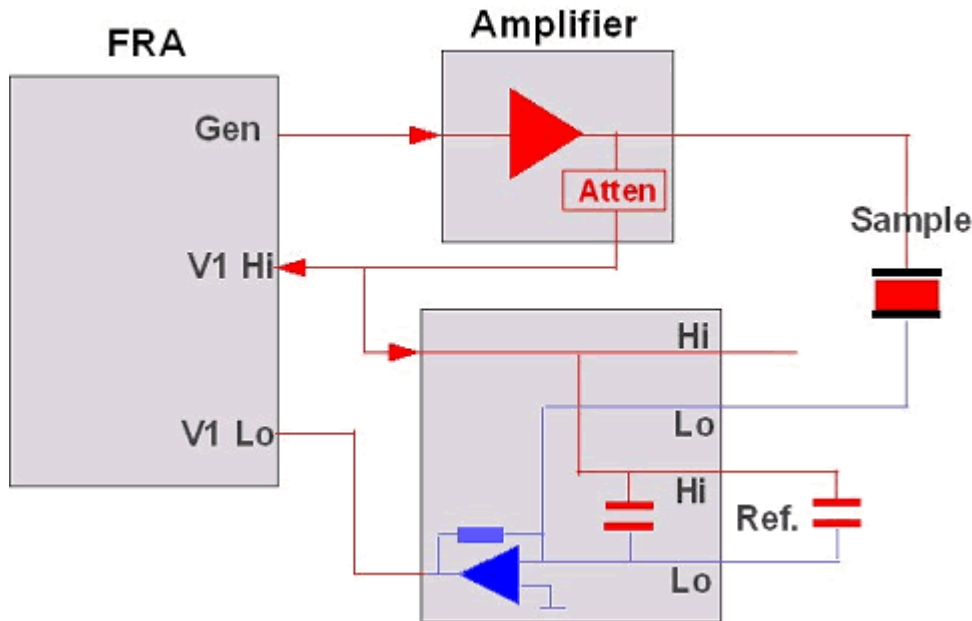 Amplifier
FRA
Gen
Atten
Sample
V1 Hi
Hi
Lo
V1 Lo
Hi
Ref.
Lo